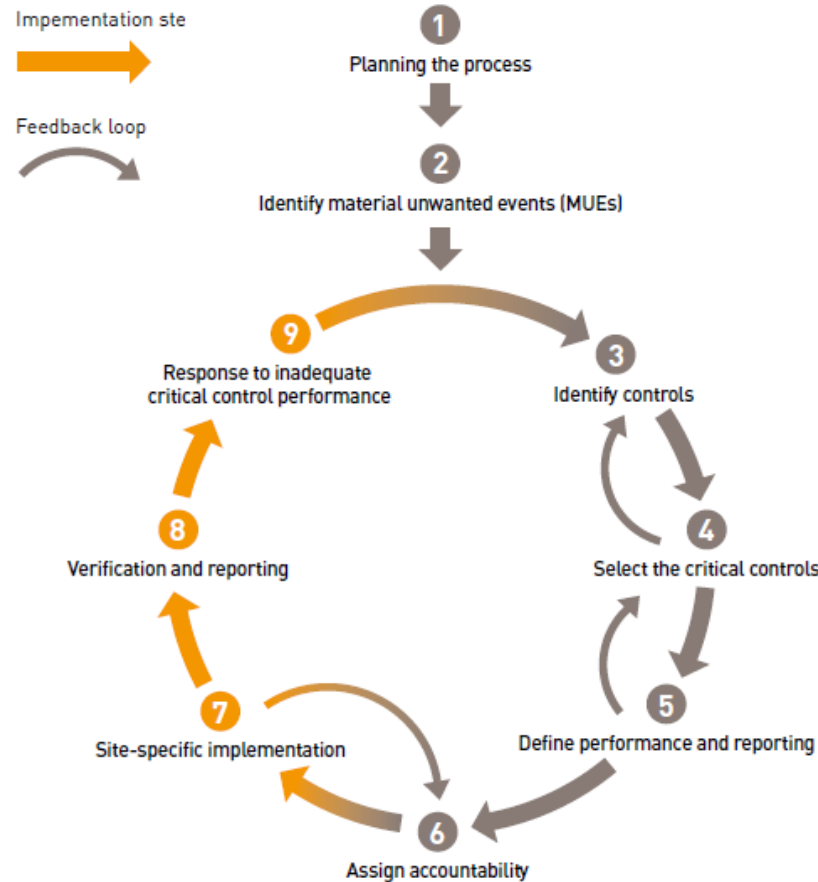 Impementation ste
Feedback loop
1
Planning the process
2
Identify material unwanted events (MUEs)
3
Identify controls
4
Select the critical controls
5
Define performance and reporting
6
Assign accountability
7
Site-specific implementation
8
Verification and reporting
9
Response to inadequate
critical control performance